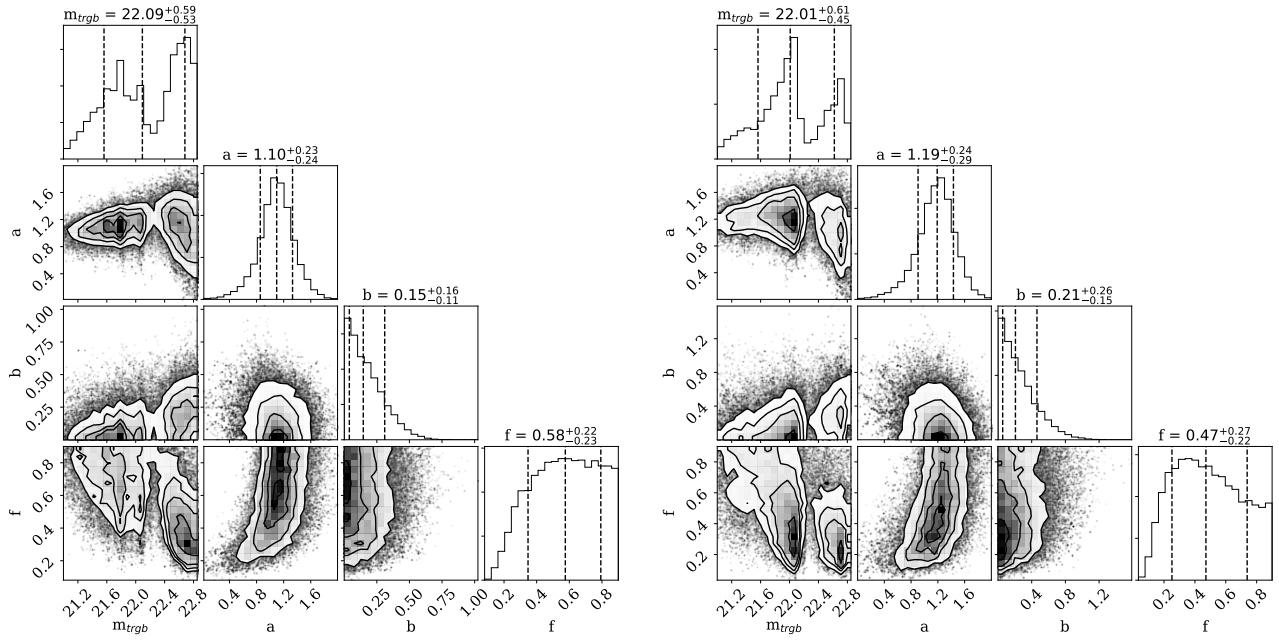 m_trgb = 22.09 +0.59 −0.53
m_trgb = 22.01 +0.61 −0.45
a = 1.10 +0.23 −0.24
a = 1.19 +0.24 −0.29
a 1.6 1.2 0.8 0.4
a 1.6 1.2 0.8 0.4
b = 0.15 +0.16 −0.11
b = 0.21 +0.26 −0.15
b 1.00 0.75 0.50 0.25
b 1.2 0.8 0.4
f = 0.58 +0.22 −0.23
f = 0.47 +0.27 −0.22
f 0.8 0.6 0.4 0.2
f 0.8 0.6 0.4 0.2
21.2 21.6 22.0 22.4 22.8 0.4 0.8 1.2 1.6 0.25 0.50 0.75 1.00 0.2 0.4 0.6 0.8
21.2 21.6 22.0 22.4 22.8 0.4 0.8 1.2 1.6 0.4 0.8 1.2 0.2 0.4 0.6 0.8
m_trgb a b f
m_trgb a b f